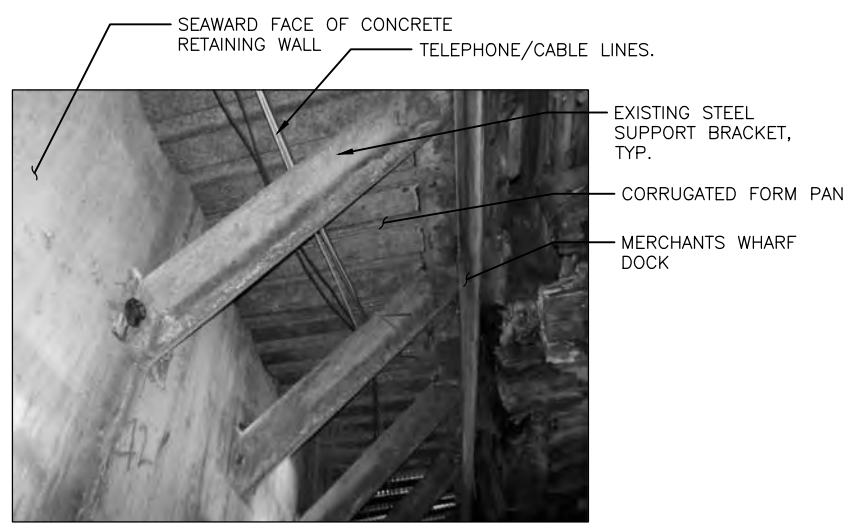 SEAWARD FACE OF CONCRETE
RETAINING WALL
TELEPHONE/CABLE LINES.
EXISTING STEEL
SUPPORT BRACKET,
TYP.
CORRUGATED FORM PAN
MERCHANTS WHARF
DOCK
42